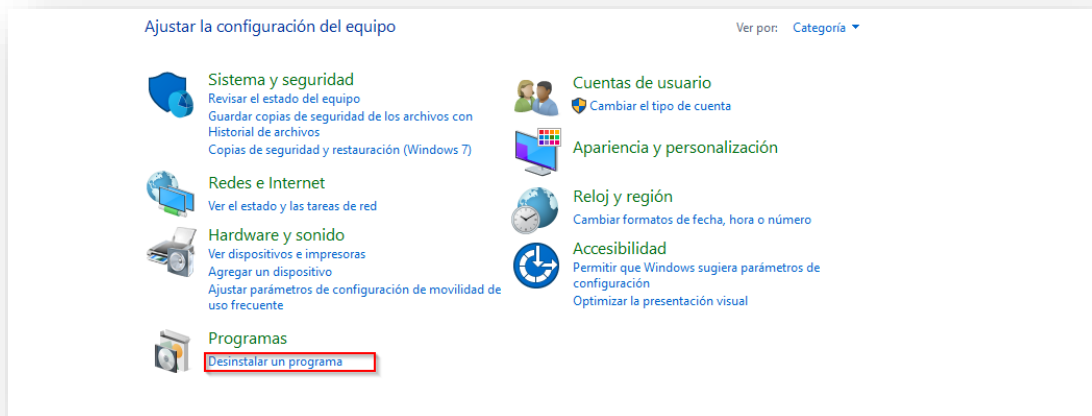 Ajustar la configuración del equipo
Ver por: Categoría
Sistema y seguridad
Revisar el estado del equipo
Guardar copias de seguridad de los archivos con
Historial de archivos
Copias de seguridad y restauración (Windows 7)
Redes e Internet
Ver el estado y las tareas de red
Hardware y sonido
Ver dispositivos e impresoras
Agregar un dispositivo
Ajustar parámetros de configuración de movilidad de
uso frecuente
Programas
Desinstalar un programa
Cuentas de usuario
Cambiar el tipo de cuenta
Apariencia y personalización
Reloj y región
Cambiar formatos de fecha, hora o número
Accesibilidad
Permitir que Windows sugiera parámetros de
configuración
Optimizar la presentación visual